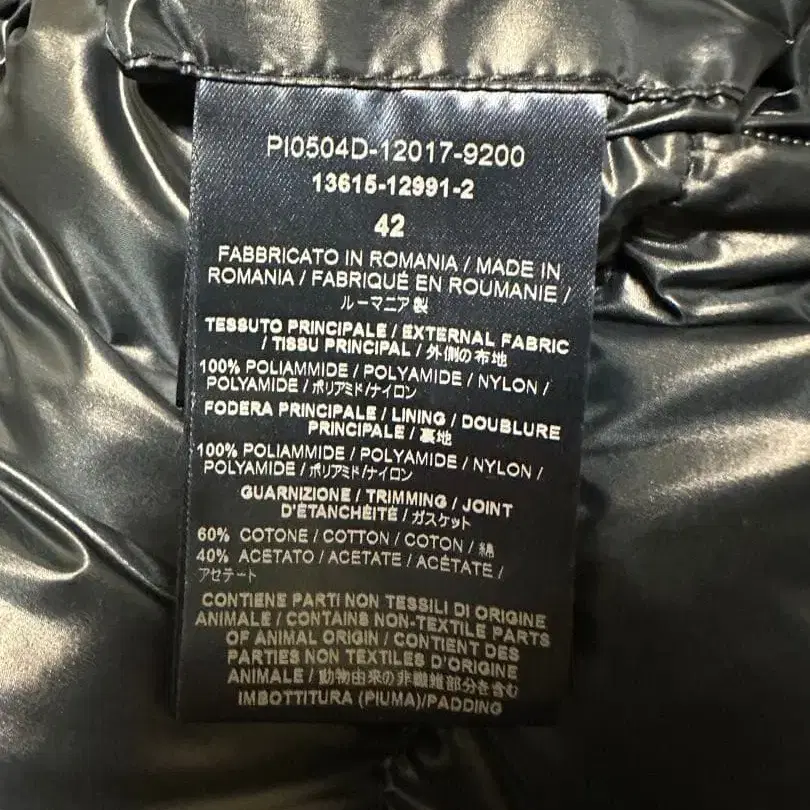 PI0504D-12017-9200
13615-12991-2
42
FABBRICATO IN ROMANIA / MADE IN
ROMANIA / FABRIQUÉ EN ROUMANIE /
ルーマニア製
TESSUTO PRINCIPALE / EXTERNAL FABRIC
/ TISSU PRINCIPAL / 外側の布地
100% POLIAMMIDE / POLYAMIDE / NYLON /
POLYAMIDE / ポリアミド/ナイロン
FODERA PRINCIPALE / LINING / DOUBLURE
PRINCIPALE / 裏地
100% POLIAMMIDE / POLYAMIDE / NYLON /
POLYAMIDE / ポリアミド/ナイロン
GUARNIZIONE / TRIMMING / JOINT
D'ÉTANCHÉITÉ / ガスケット
60% COTONE / COTTON / COTON / 綿
40% ACETATO / ACETATE / ACÉTATE /
アセテート
CONTIENE PARTI NON TESSILI DI ORIGINE
ANIMALE / CONTAINS NON-TEXTILE PARTS
OF ANIMAL ORIGIN / CONTIENT DES
PARTIES NON TEXTILES D'ORIGINE
ANIMALE / 動物由来の非繊維部分を含む
IMBOTTITURA (PIUMA)/PADDING